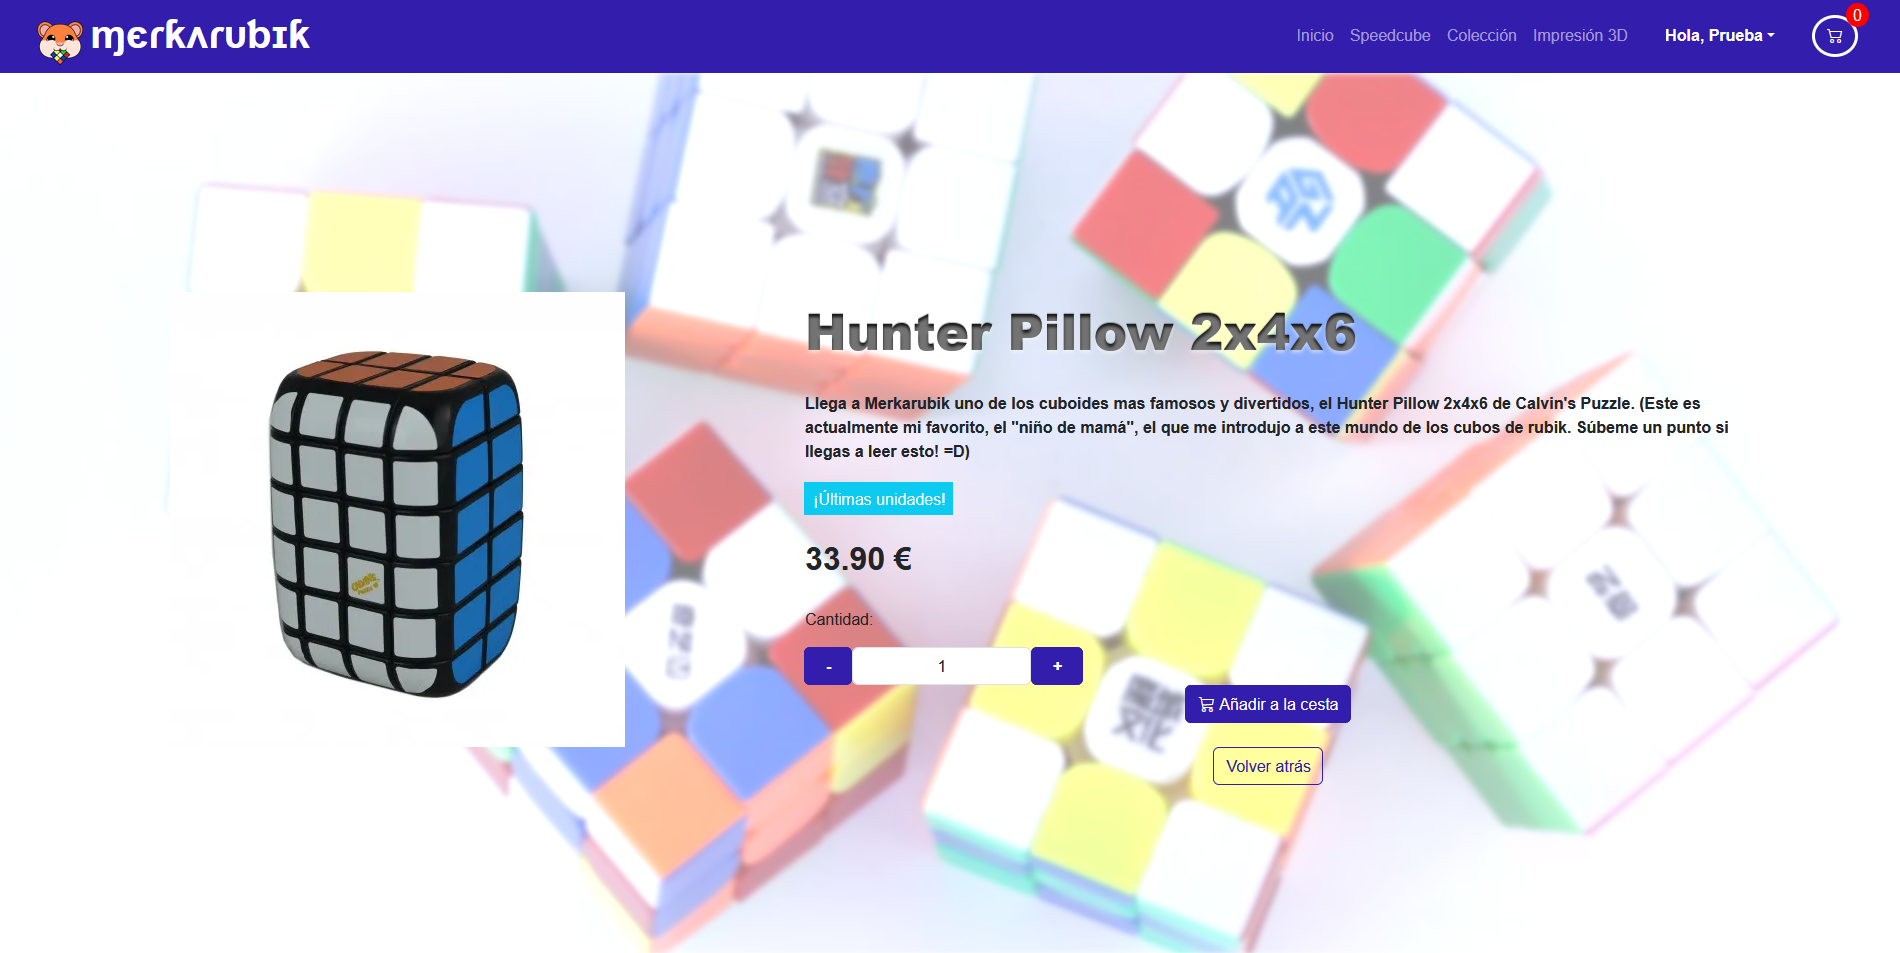 merkarubik
Inicio Speedcube Colección Impresión 3D Hola, Prueba 0
Hunter Pillow 2x4x6
Llega a Merkarubik uno de los cuboides mas famosos y divertidos, el Hunter Pillow 2x4x6 de Calvin's Puzzle. (Este es
actualmente mi favorito, el "niño de mamá", el que me introdujo a este mundo de los cubos de rubik. Súbeme un punto si
llegas a leer esto! =D)
¡Últimas unidades!
33.90 €
Cantidad:
- 1 +
Añadir a la cesta
Volver atrás